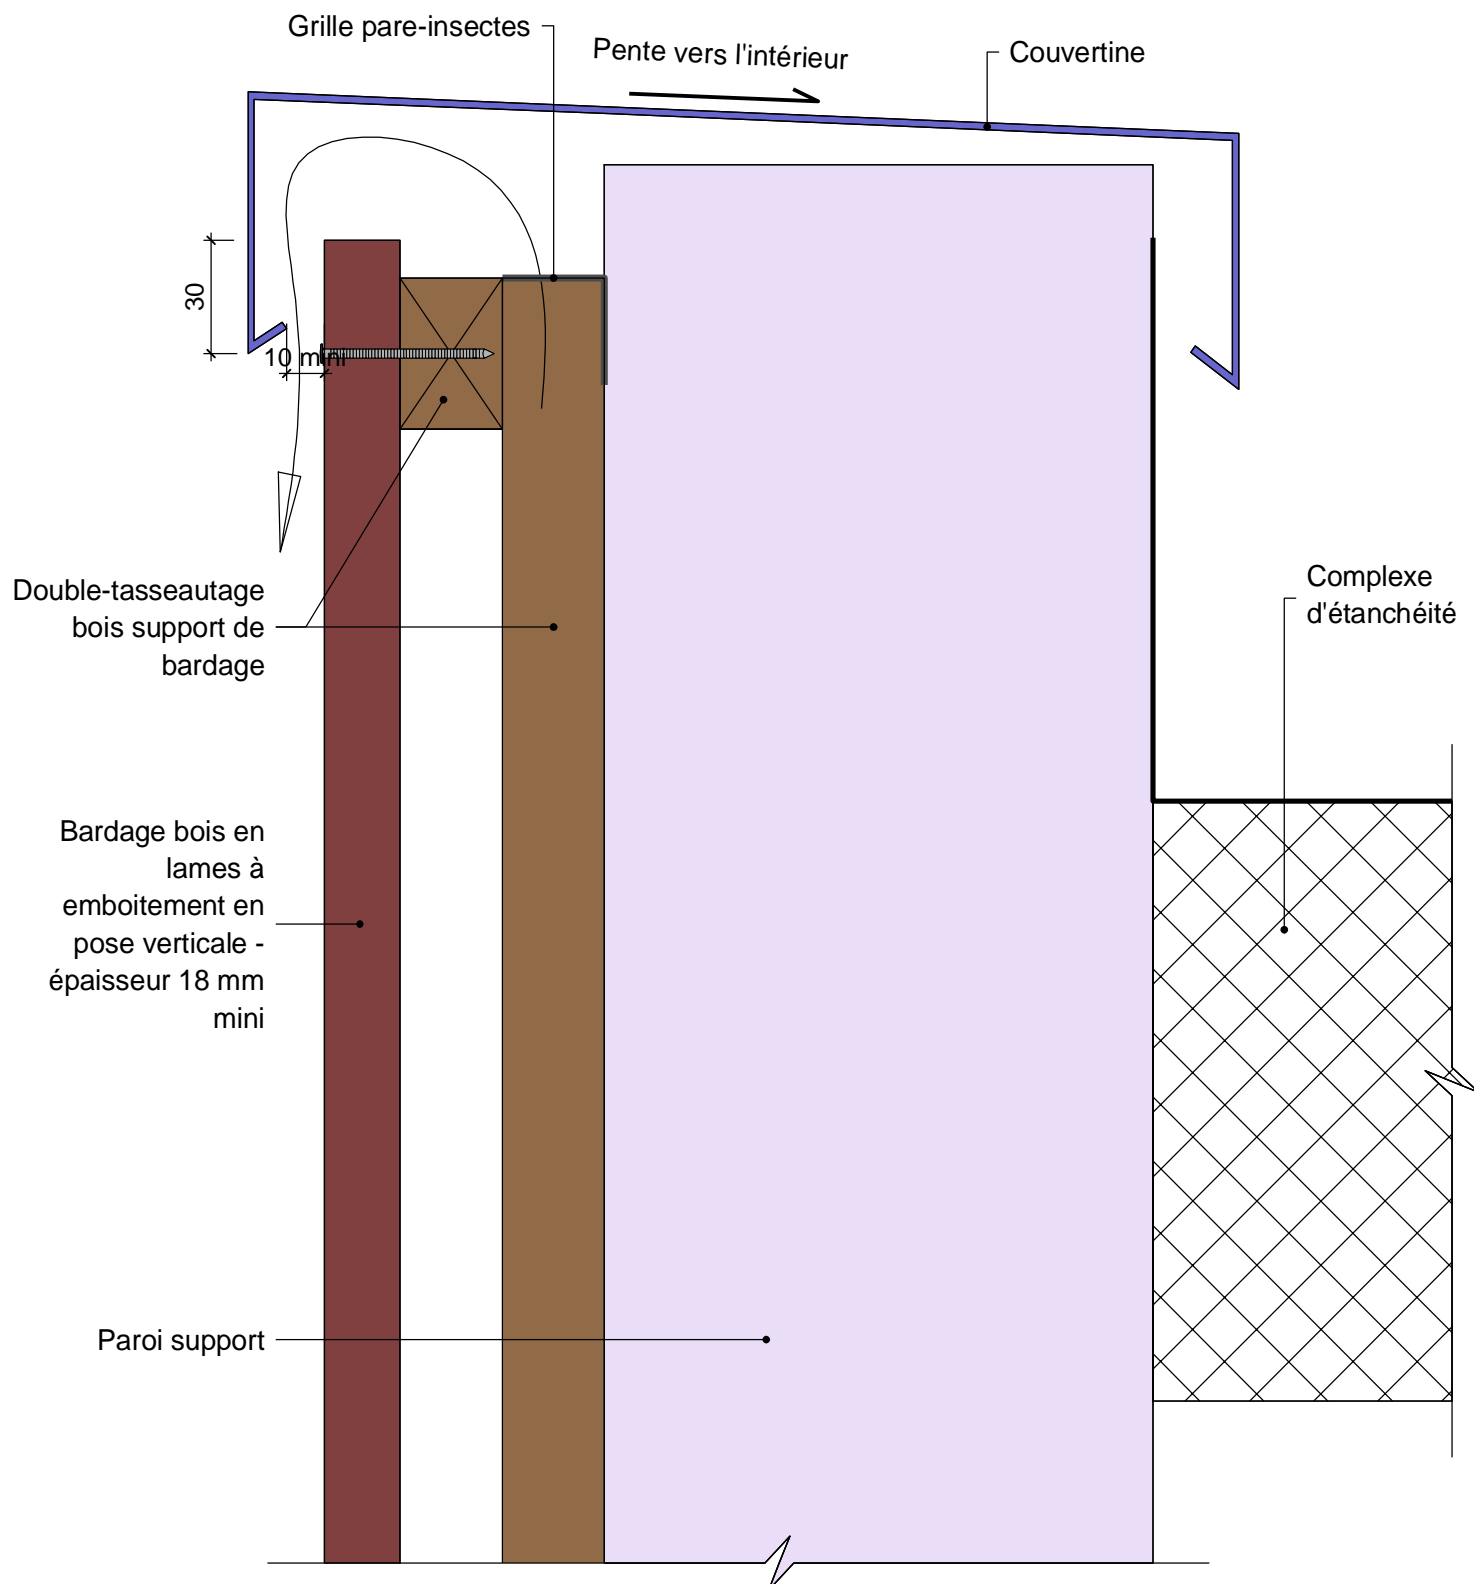 Grille pare-insectes
Pente vers l'intérieur
Couvertine
30
10 mini
Double-tasseautage
bois support de
bardage
Complexe
d'étanchéité
Bardage bois en
lames à
emboitement en
pose verticale -
épaisseur 18 mm
mini
Paroi support